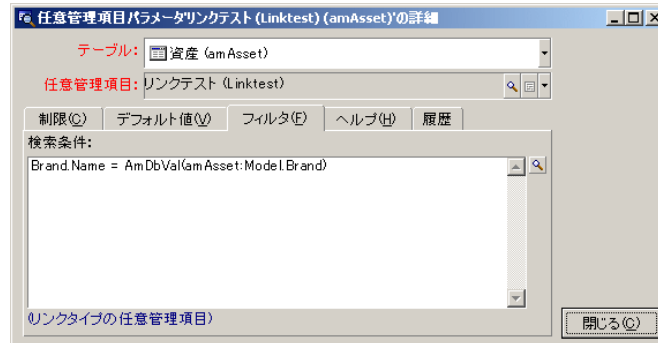 任意管理項目パラメータ'リンクテスト (Linktest) (amAsset)'の詳細
テーブル: 資産 (amAsset)
任意管理項目: リンクテスト (Linktest)
制限(C) デフォルト値(V) フィルタ(F) ヘルプ(H) 履歴
検索条件:
Brand.Name = AmDbVal(amAsset:Model.Brand)
(リンクタイプの任意管理項目)
閉じる(C)